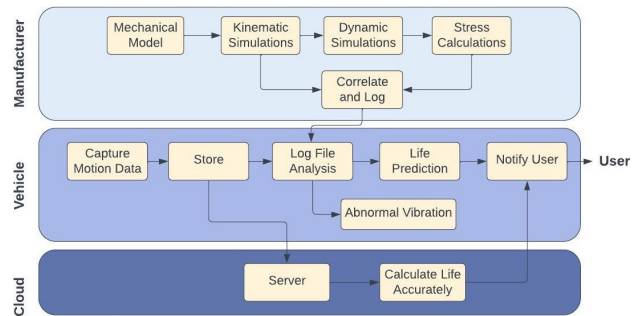 Manufacturer
Mechanical
Model
Kinematic
Simulations
Dynamic
Simulations
Stress
Calculations
Correlate
and Log
Vehicle
Capture
Motion Data
Store
Log File
Analysis
Life
Prediction
Notify User
User
Abnormal Vibration
Cloud
Server
Calculate Life
Accurately